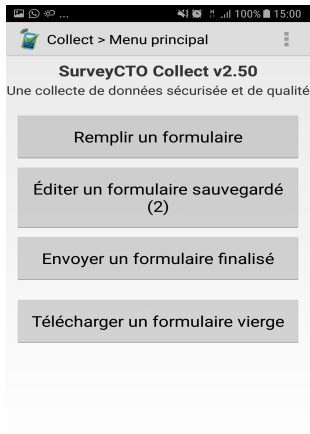 ... 100% 15:00
Collect > Menu principal
SurveyCTO Collect v2.50
Une collecte de données sécurisée et de qualité
Remplir un formulaire
Éditer un formulaire sauvegardé
(2)
Envoyer un formulaire finalisé
Télécharger un formulaire vierge